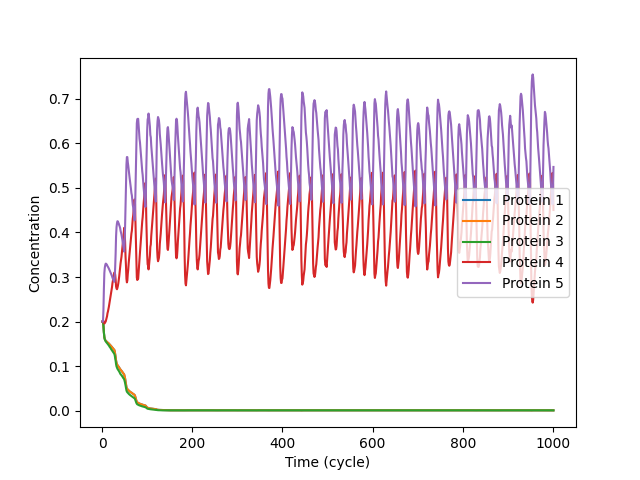 0.7
0.6
0.5
0.4
0.3
0.2
0.1
0.0
Concentration
0
200
400
600
800
1000
Time (cycle)
Protein 1
Protein 2
Protein 3
Protein 4
Protein 5